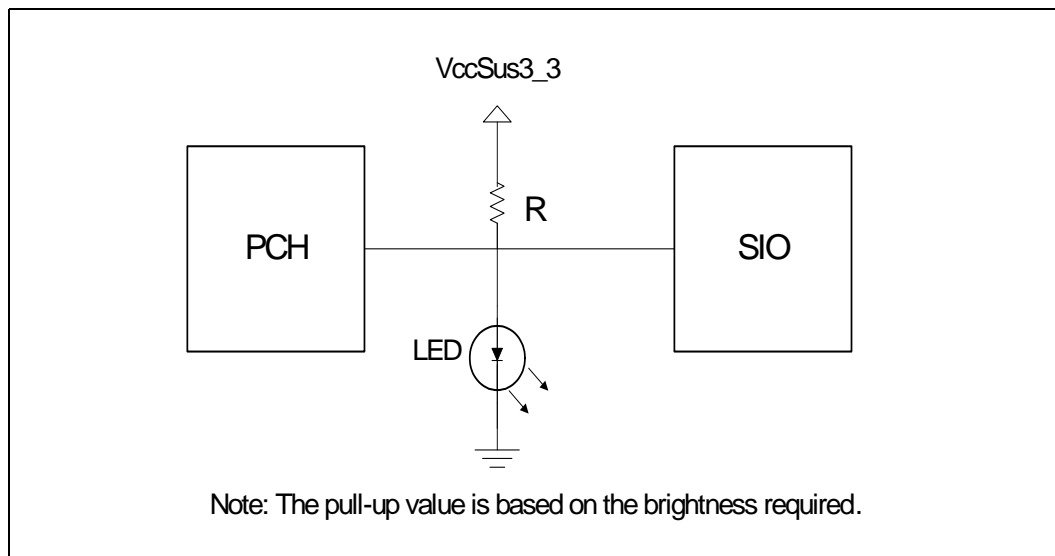 VccSus3_3
R
PCH
SIO
LED
Note: The pull-up value is based on the brightness required.